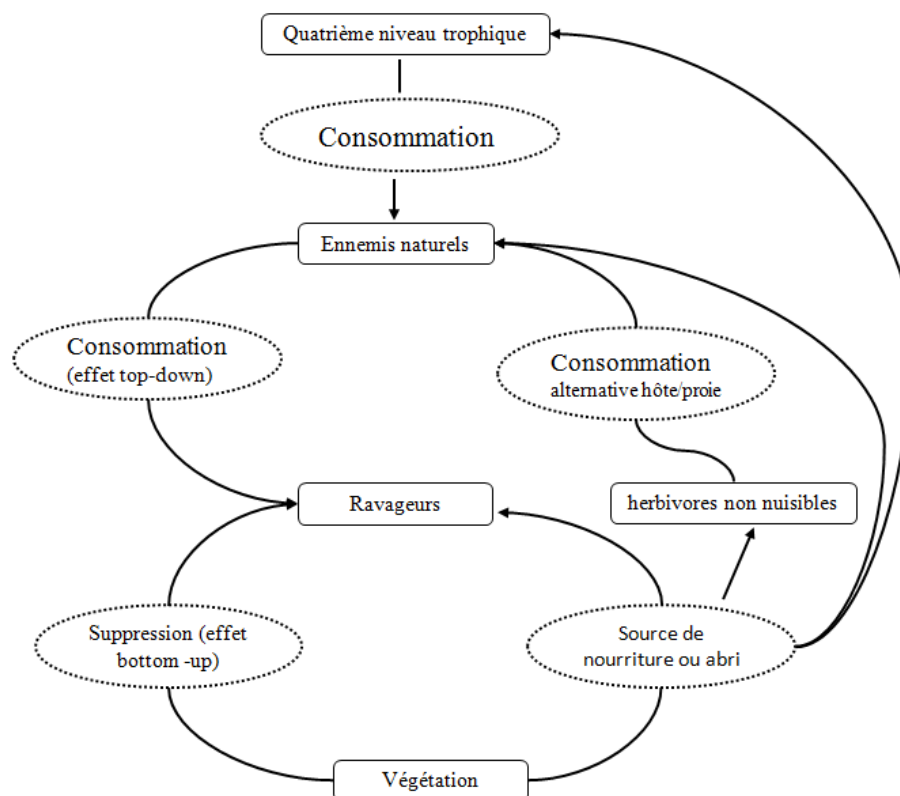 Quatrième niveau trophique
Consommation
Ennemis naturels
Consommation
(effet top-down)
Consommation
alternative hôte/proie
Ravageurs
herbivores non nuisibles
Suppression (effet
bottom -up)
Source de
nourriture ou abri
Végétation